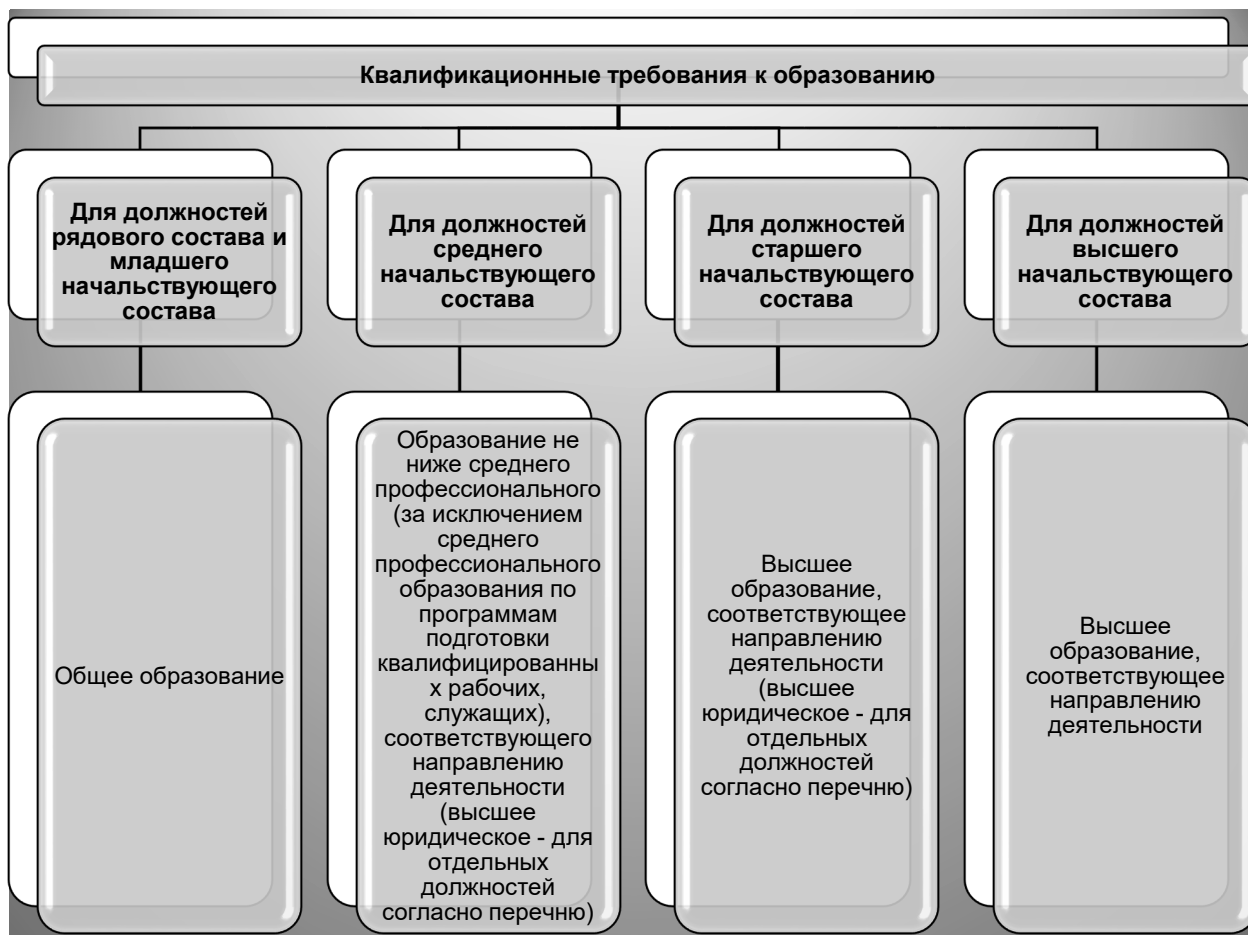 Квалификационные требования к образованию
Для должностей
рядового состава и
младшего
начальствующего
состава
Для должностей
среднего
начальствующего
состава
Для должностей
старшего
начальствующего
состава
Для должностей
высшего
начальствующего
состава
Общее образование
Образование не
ниже среднего
профессионального
(за исключением
среднего
профессионального
образования по
программам
подготовки
квалифицированны
х рабочих,
служащих),
соответствующего
направлению
деятельности
(высшее
юридическое - для
отдельных
должностей
согласно перечню)
Высшее
образование,
соответствующее
направлению
деятельности
(высшее
юридическое - для
отдельных
должностей
согласно перечню)
Высшее
образование,
соответствующее
направлению
деятельности